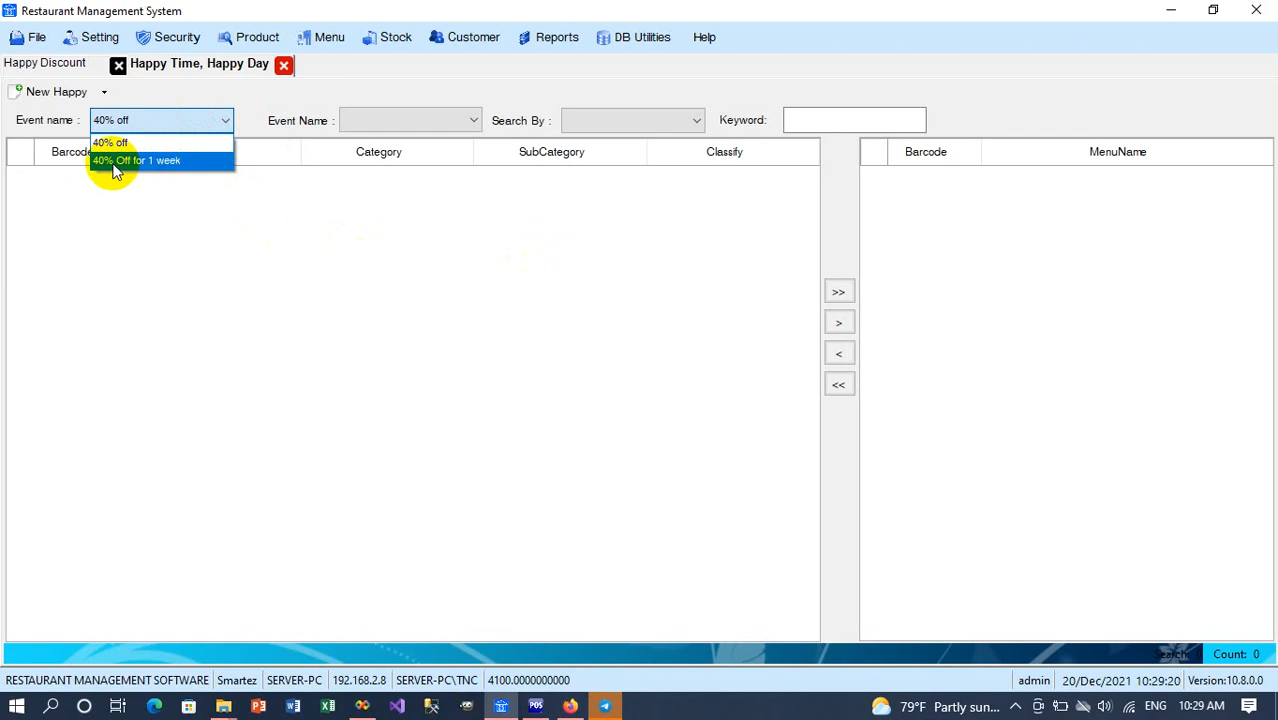 Restaurant Management System
File Setting Security Product Menu Stock Customer Reports DB Utilities Help
Happy Discount Happy Time, Happy Day
New Happy
Event name : 40% off Event Name : Search By : Keyword:
40% off
40% Off for 1 week
Barcode Category SubCategory Classify Barcode MenuName
>>
>
<
<<
Search: Count: 0
RESTAURANT MANAGEMENT SOFTWARE Smartez SERVER-PC 192.168.2.8 SERVER-PC\TNC 4100.0000000000 admin 20/Dec/2021 10:29:20 Version:10.8.0.0
79°F Partly sun... ENG 10:29 AM